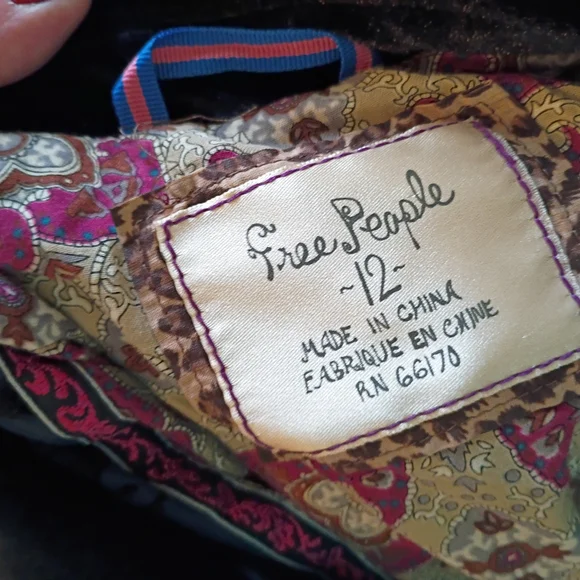 Free People
~12~
MADE IN CHINA
FABRIQUE EN CHINE
RN 66170